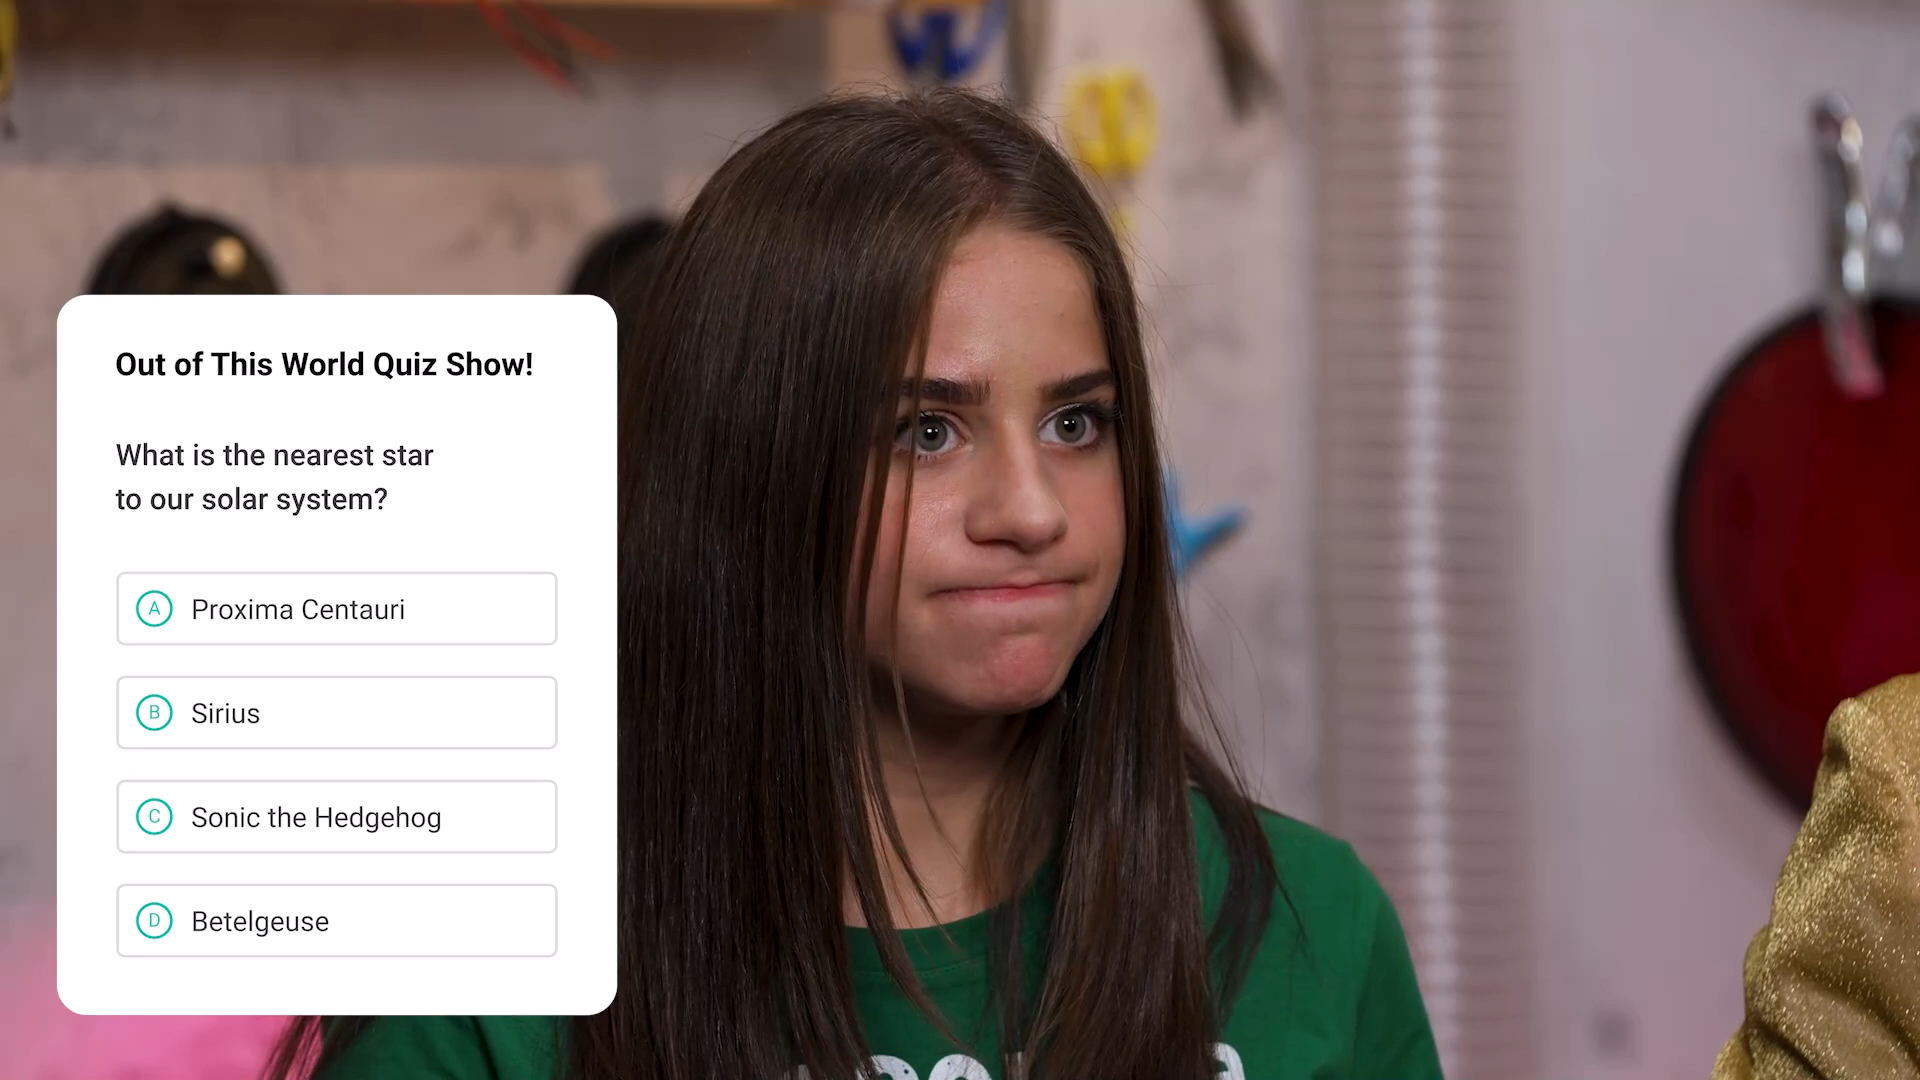 Out of This World Quiz Show!
What is the nearest star
to our solar system?
A Proxima Centauri
B Sirius
C Sonic the Hedgehog
D Betelgeuse